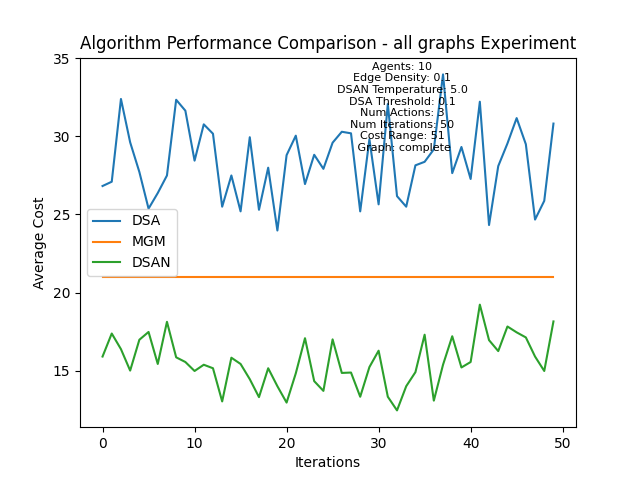 Algorithm Performance Comparison - all graphs Experiment
Agents: 10
Edge Density: 0.1
DSAN Temperature: 5.0
DSA Threshold: 0.1
Num Actions: 3
Num Iterations: 50
Cost Range: 51
Graph: complete
35
30
25
20
15
Average Cost
DSA
MGM
DSAN
0
10
20
30
40
50
Iterations